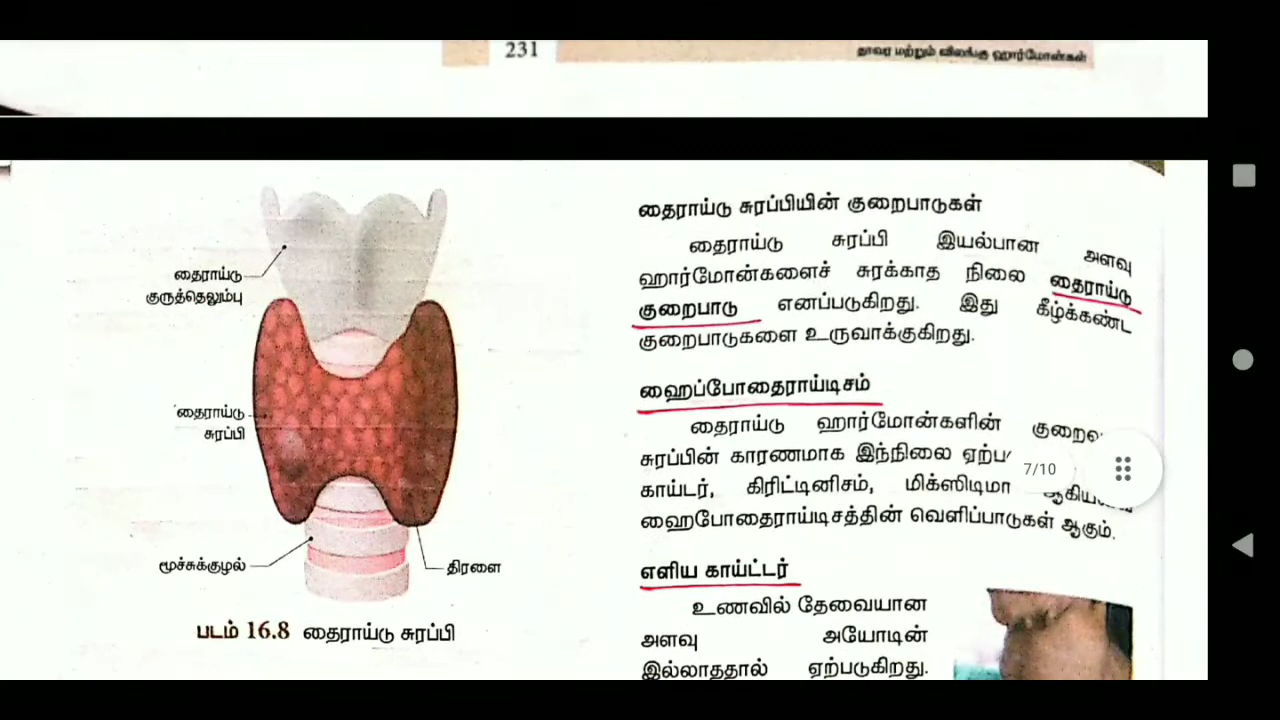 231
தாவர மற்றும் விலங்கு ஹார்மோன்கள்
தைராய்டு
குருத்தெலும்பு
தைராய்டு
சுரப்பி
மூச்சுக்குழல்
திரளை
படம் 16.8 தைராய்டு சுரப்பி
தைராய்டு சுரப்பியின் குறைபாடுகள்
தைராய்டு சுரப்பி இயல்பான அளவு
ஹார்மோன்களைச் சுரக்காத நிலை தைராய்டு
குறைபாடு எனப்படுகிறது. இது கீழ்க்கண்ட
குறைபாடுகளை உருவாக்குகிறது.
ஹைப்போதைராய்டிசம்
தைராய்டு ஹார்மோன்களின்
சுரப்பின் காரணமாக இந்நிலை
7/10
காய்டர், கிரிட்டினிசம், மிக்ஸிடிமா
ஹைபோதைராய்டிசத்தின் வெளிப்பாடுகள் ஆகும்.
எளிய காய்ட்டர்
உணவில் தேவையான
அளவு அயோடின்
இல்லாததால் ஏற்படுகிறது.